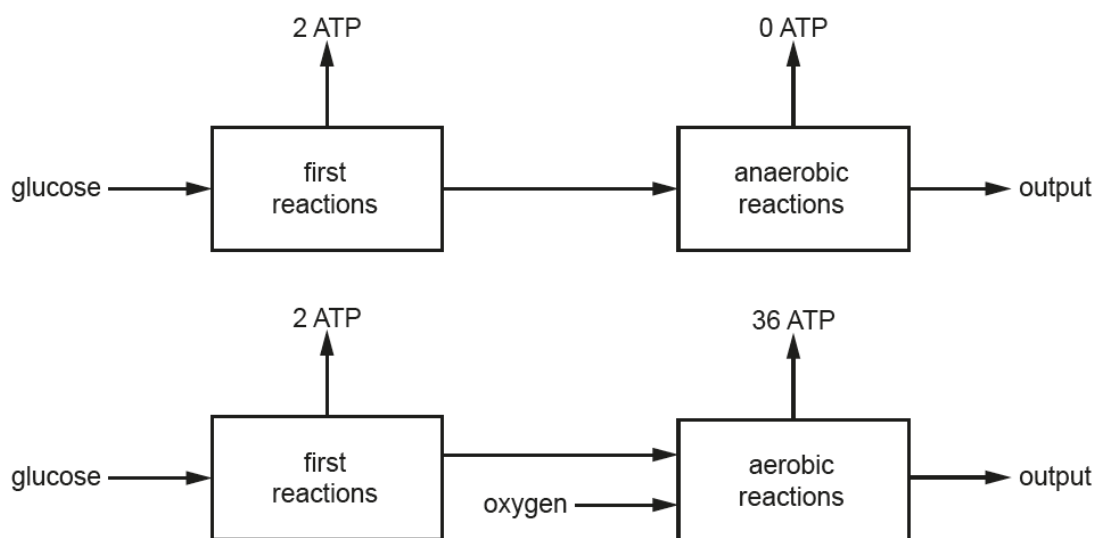 2 ATP
0 ATP
glucose
first
reactions
anaerobic
reactions
output
2 ATP
36 ATP
glucose
first
reactions
oxygen
aerobic
reactions
output